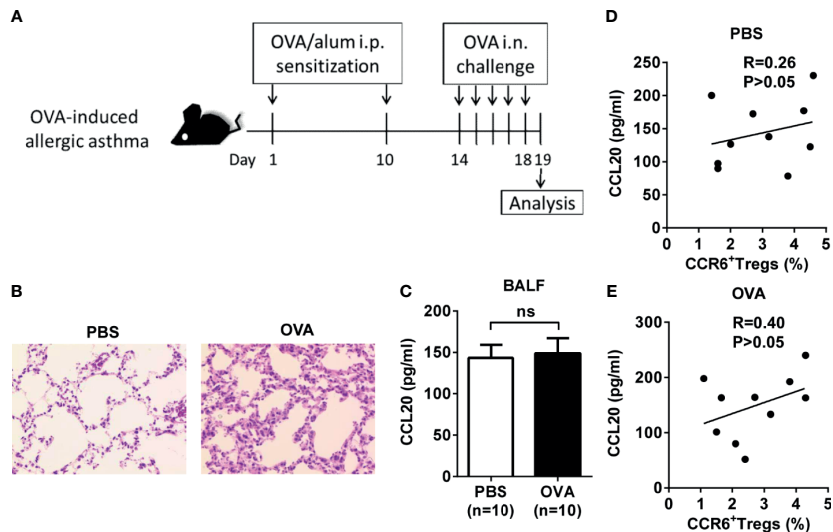 A
OVA/alum i.p.
sensitization
OVA i.n.
challenge
OVA-induced
allergic asthma
Day 1 10 14 18 19
Analysis
B
PBS OVA
C
BALF
ns
CCL20 (pg/ml)
200
150
100
50
0
PBS
(n=10)
OVA
(n=10)
D
PBS
R=0.26
P>0.05
CCL20 (pg/ml)
250
200
150
100
50
0
0 1 2 3 4 5
CCR6⁺Tregs (%)
E
OVA
R=0.40
P>0.05
CCL20 (pg/ml)
300
200
100
0
0 1 2 3 4 5
CCR6⁺Tregs (%)